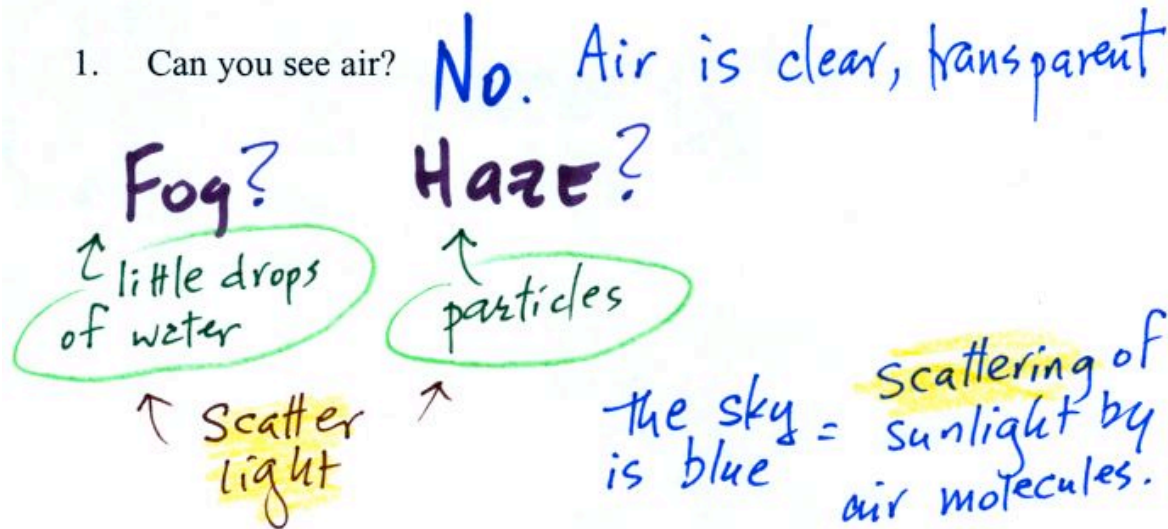 1. Can you see air? No. Air is clear, transparent
Fog? Haze?
little drops
of water
particles
Scatter
light
the sky
is blue
= scattering of
sunlight by
air molecules.